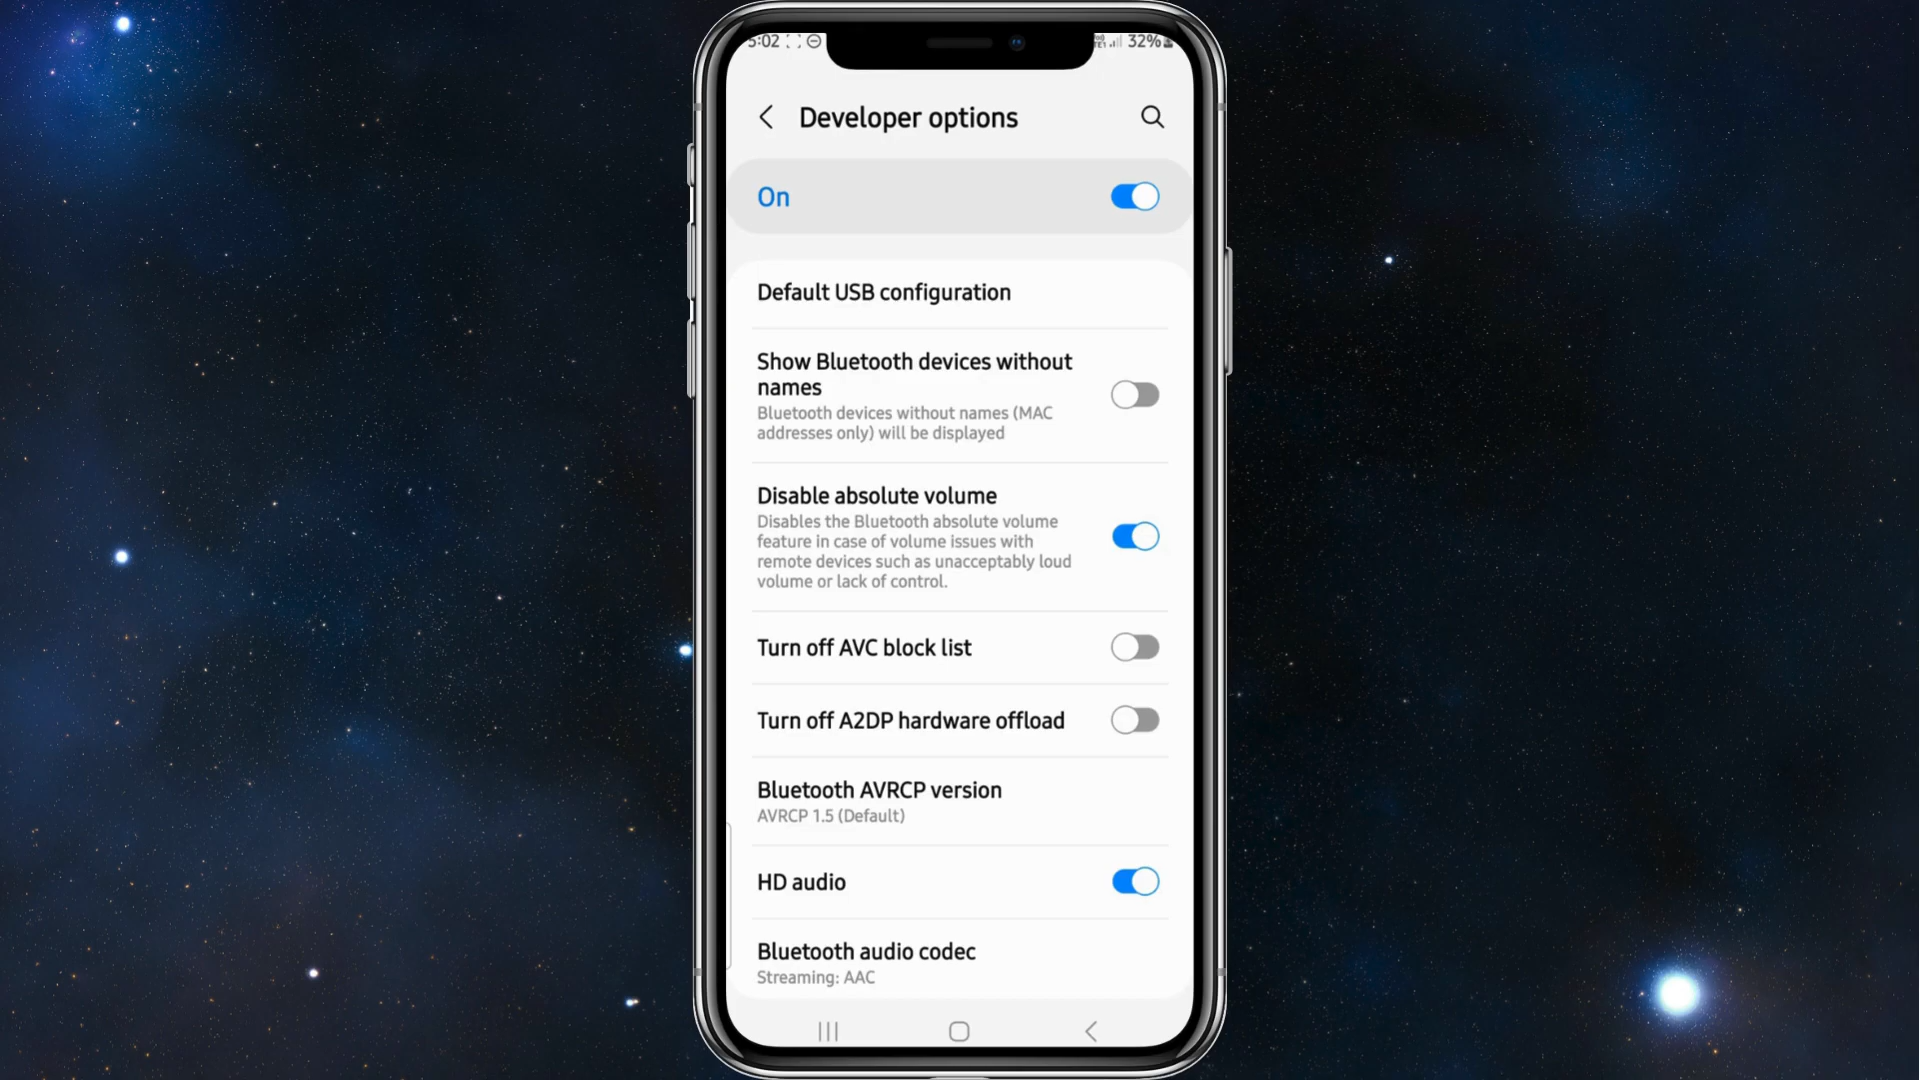 5:02
32%
Developer options
On
Default USB configuration
Show Bluetooth devices without
names
Bluetooth devices without names (MAC
addresses only) will be displayed
Disable absolute volume
Disables the Bluetooth absolute volume
feature in case of volume issues with
remote devices such as unacceptably loud
volume or lack of control.
Turn off AVC block list
Turn off A2DP hardware offload
Bluetooth AVRCP version
AVRCP 1.5 (Default)
HD audio
Bluetooth audio codec
Streaming: AAC